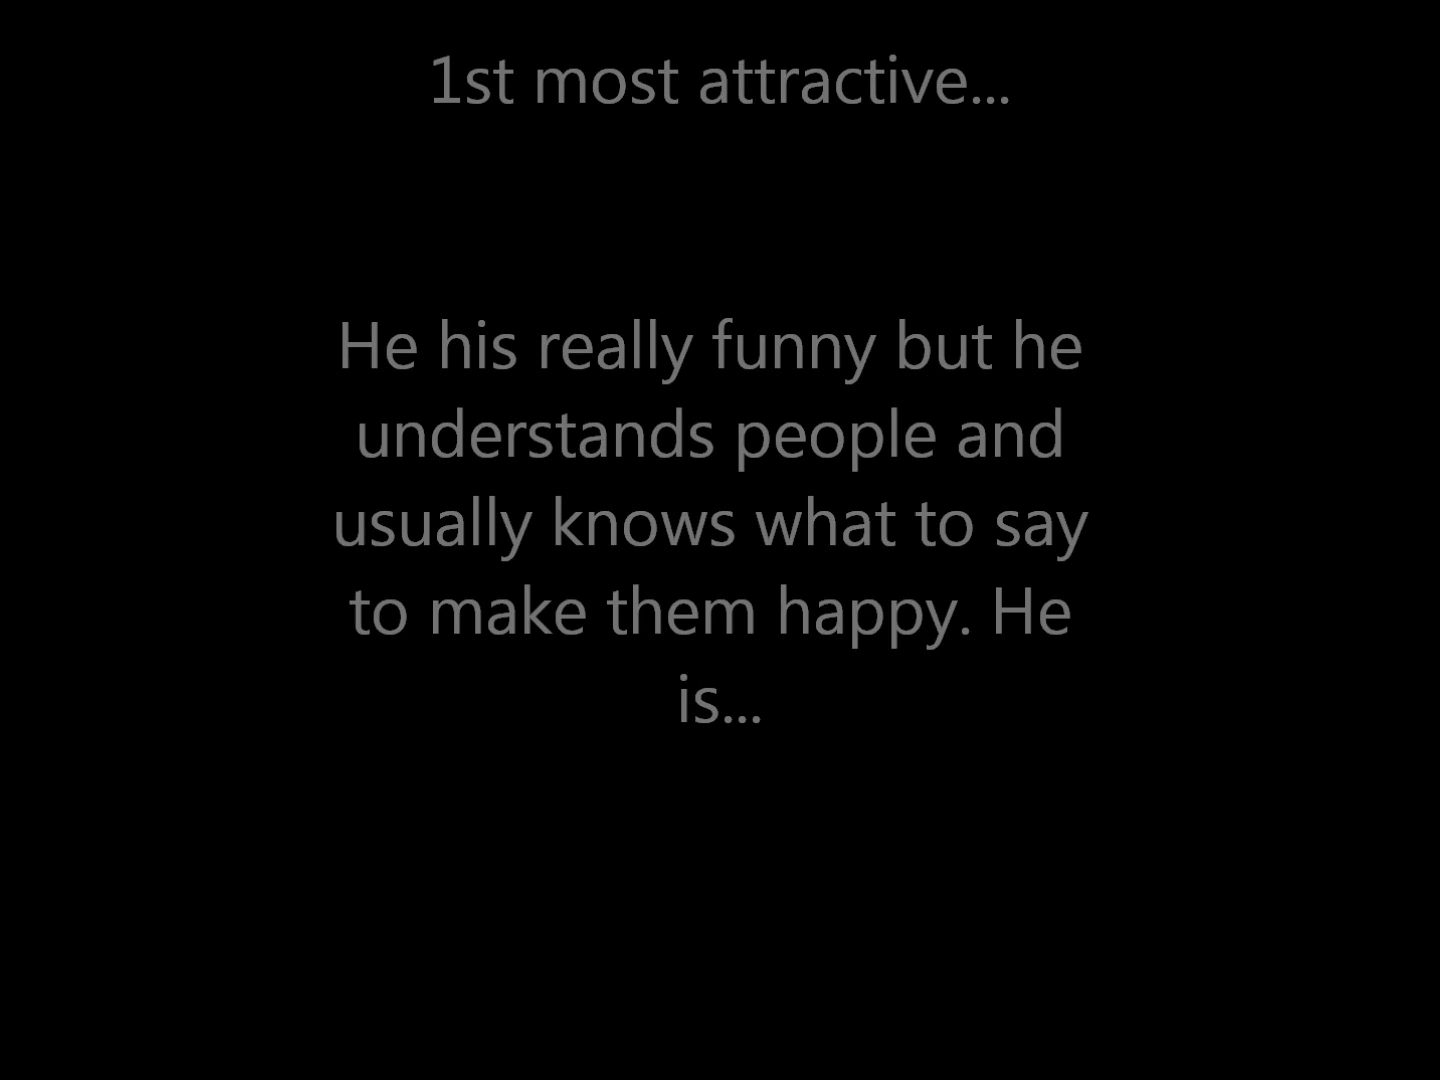 1st most attractive...
He his really funny but he
understands people and
usually knows what to say
to make them happy. He
is...